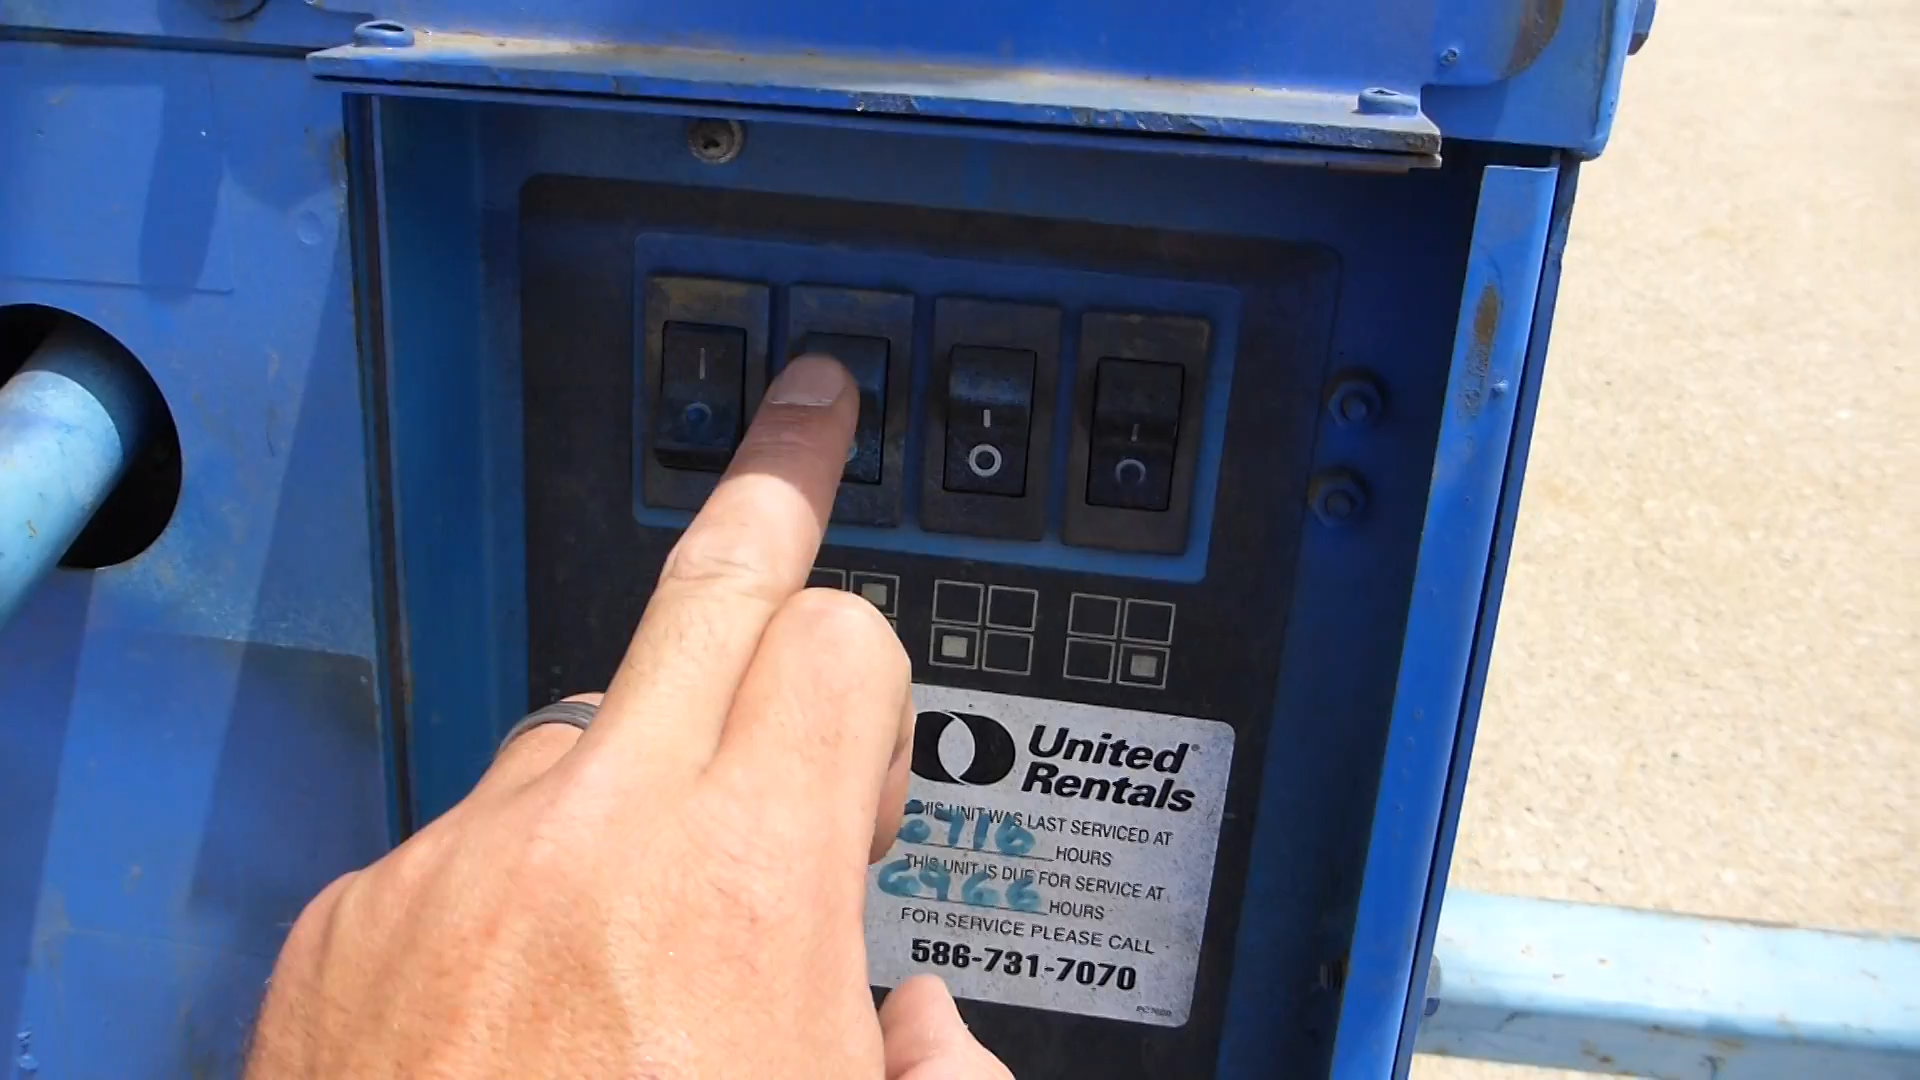 United
Rentals
THIS UNIT WAS LAST SERVICED AT
6716 HOURS
THIS UNIT IS DUE FOR SERVICE AT
6966 HOURS
FOR SERVICE PLEASE CALL
586-731-7070